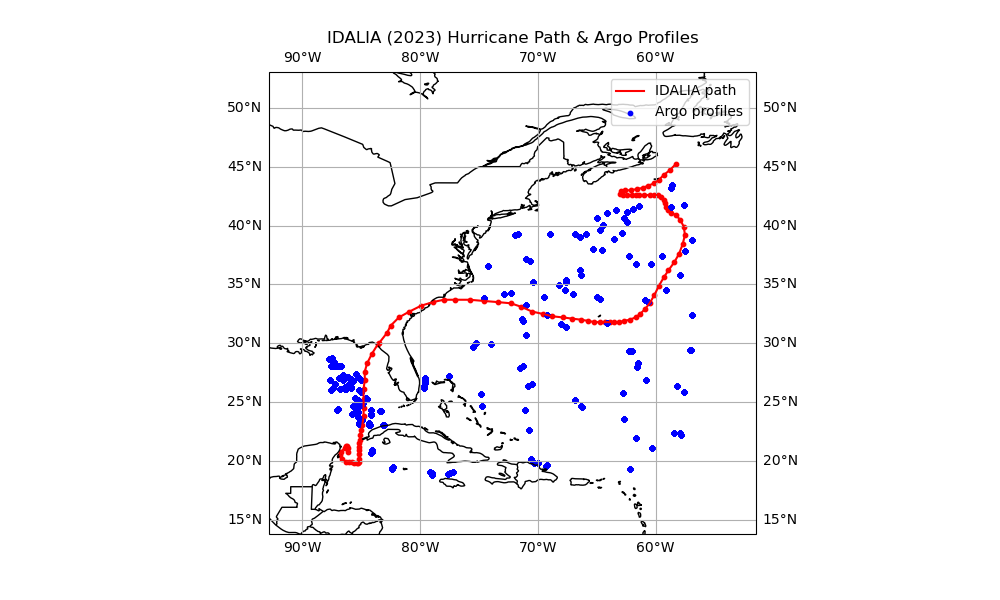 IDALIA (2023) Hurricane Path & Argo Profiles
90°W 80°W 70°W 60°W
IDALIA path
Argo profiles
50°N 50°N
45°N 45°N
40°N 40°N
35°N 35°N
30°N 30°N
25°N 25°N
20°N 20°N
15°N 15°N
90°W 80°W 70°W 60°W